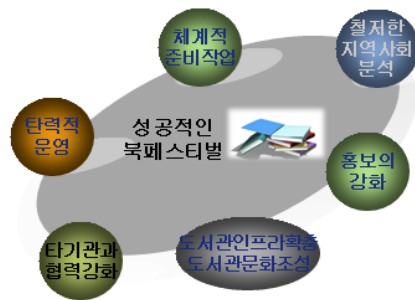 체계적
준비작업
철저한
지역사회
분석
탄력적
운영
성공적인
북페스티벌
홍보의
강화
타기관과
협력강화
도서관인프라확충
도서관문화조성